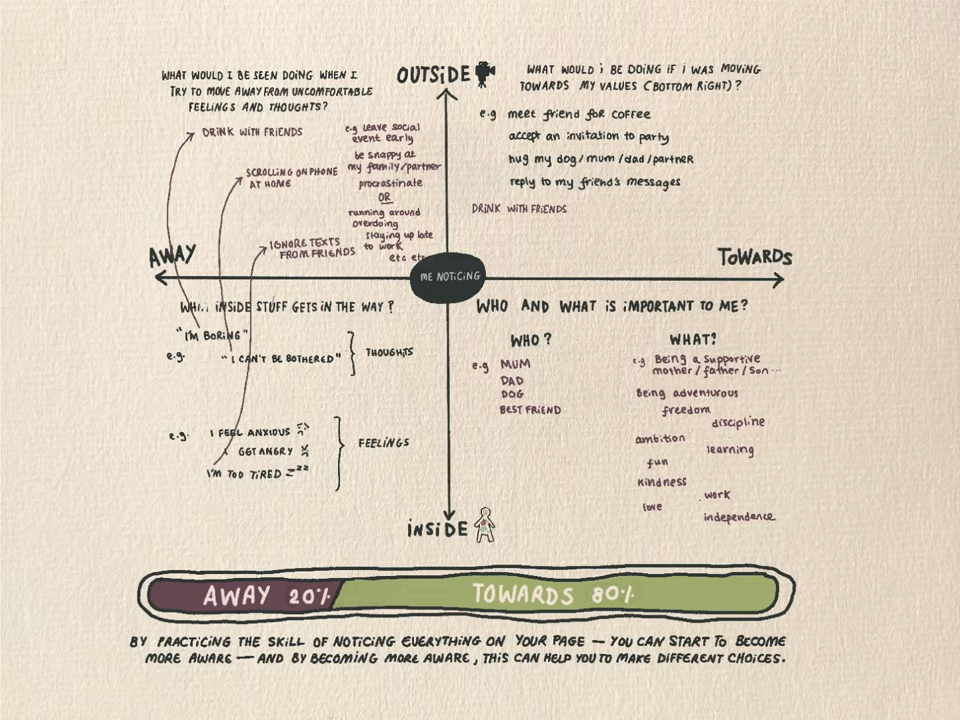 OUTSIDE
WHAT WOULD I BE SEEN DOING WHEN I
TRY TO MOVE AWAY FROM UNCOMFORTABLE
FEELINGS AND THOUGHTS?
DRINK WITH FRIENDS
SCROLLING ON PHONE
AT HOME
IGNORE TEXTS
FROM FRIENDS
e.g leave social
event early
be snappy at
my family/partner
procrastinate
OR
running around
overdoing
staying up late
to work
etc etc
WHAT WOULD i BE DOING IF i WAS MOVING
TOWARDS MY VALUES (BOTTOM RIGHT)?
e.g meet friend for coffee
accept an invitation to party
hug my dog/mum/dad/partner
reply to my friend's messages
DRINK WITH FRIENDS
AWAY
TOWARDS
ME NOTICING
INSIDE STUFF GETS IN THE WAY?
"I'M BORING"
e.g. "I CAN'T BE BOTHERED"
THOUGHTS
e.g. I FEEL ANXIOUS
GET ANGRY
I'M TOO TIRED zzz
FEELINGS
WHO AND WHAT IS IMPORTANT TO ME?
WHO?
e.g MUM
DAD
DOG
BEST FRIEND
WHAT?
e.g Being a supportive
mother/father/son...
Being adventurous
freedom
discipline
ambition
learning
fun
kindness
work
love
independence
INSIDE
AWAY 20% TOWARDS 80%
BY PRACTICING THE SKILL OF NOTICING EVERYTHING ON YOUR PAGE — YOU CAN START TO BECOME
MORE AWARE — AND BY BECOMING MORE AWARE, THIS CAN HELP YOU TO MAKE DIFFERENT CHOICES.